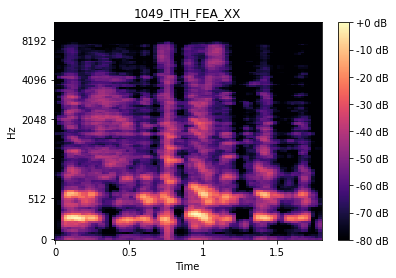 1049_ITH_FEA_XX
+0 dB
8192
-10 dB
4096
-20 dB
-30 dB
2048
Hz
-40 dB
1024
-50 dB
512
-60 dB
-70 dB
0
-80 dB
0
0.5
1
1.5
Time